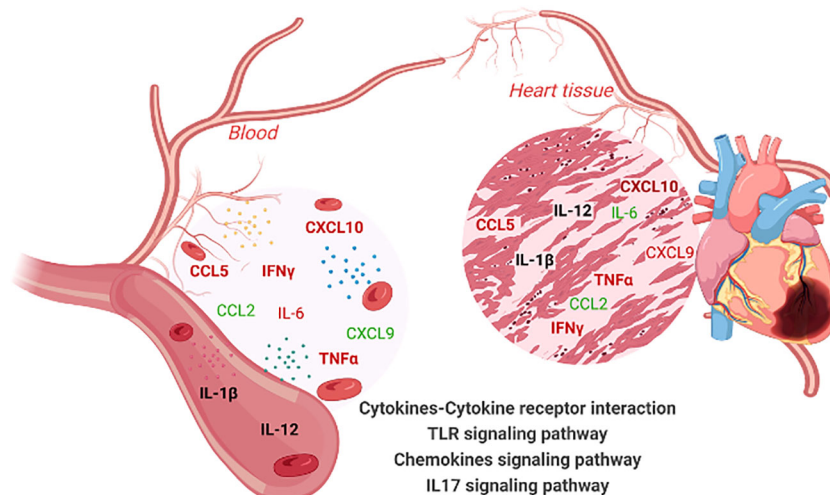 Heart tissue
Blood
CXCL10
CCL5
IFNγ
CCL2
IL-6
CXCL9
TNFα
IL-1β
IL-12
CXCL10
IL-12
IL-6
CCL5
CXCL9
IL-1β
TNFα
CCL2
IFNγ
Cytokines-Cytokine receptor interaction
TLR signaling pathway
Chemokines signaling pathway
IL17 signaling pathway